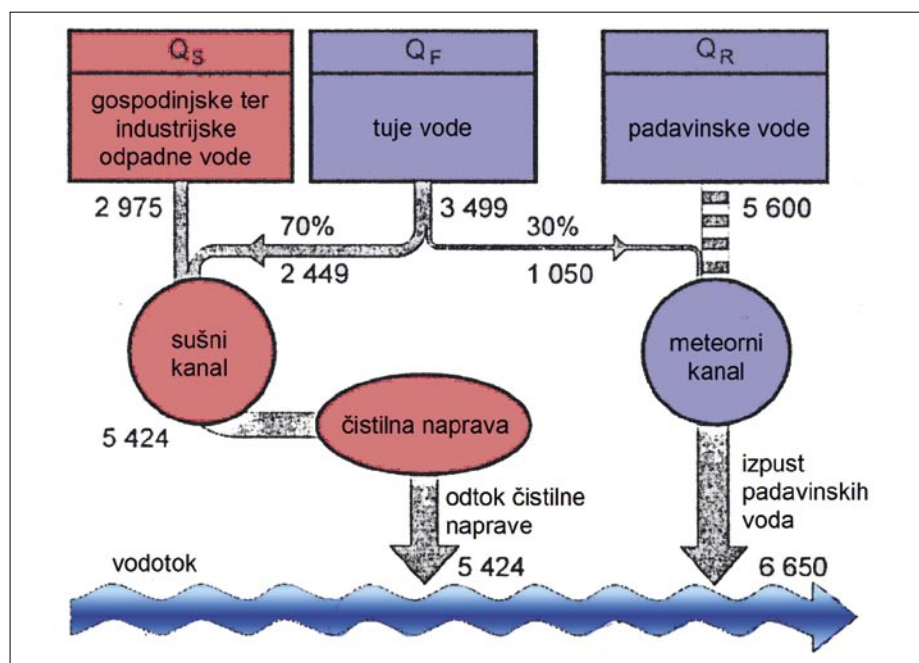 Q_S
Q_F
Q_R
gospodinjske ter
industrijske
odpadne vode
tuje vode
padavinske vode
2 975
3 499
5 600
70%
30%
2 449
1 050
sušni
kanal
meteorni
kanal
5 424
čistilna naprava
odtok čistilne
naprave
izpust
padavinskih
voda
vodotok
5 424
6 650